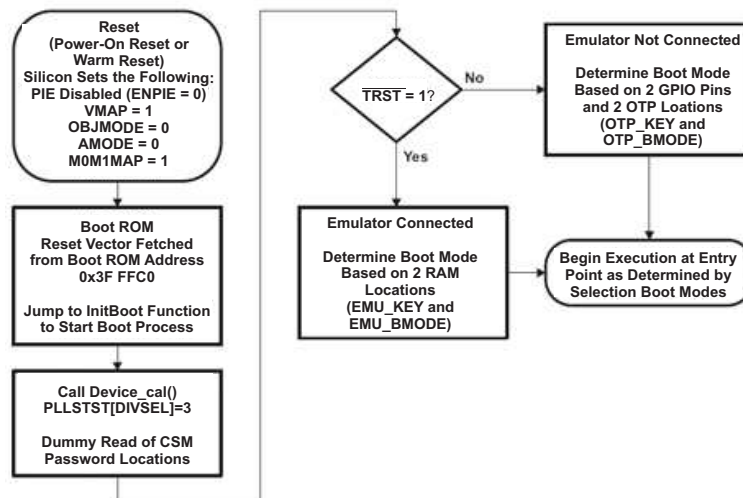 Reset
(Power-On Reset or
Warm Reset)
Silicon Sets the Following:
PIE Disabled (ENPIE = 0)
VMAP = 1
OBJMODE = 0
AMODE = 0
M0M1MAP = 1
Boot ROM
Reset Vector Fetched
from Boot ROM Address
0x3F FFC0
Jump to InitBoot Function
to Start Boot Process
Call Device_cal()
PLLSTST[DIVSEL]=3
Dummy Read of CSM
Password Locations
TRST = 1?
No
Yes
Emulator Connected
Determine Boot Mode
Based on 2 RAM
Locations
(EMU_KEY and
EMU_BMODE)
Emulator Not Connected
Determine Boot Mode
Based on 2 GPIO Pins
and 2 OTP Loations
(OTP_KEY and
OTP_BMODE)
Begin Execution at Entry
Point as Determined by
Selection Boot Modes